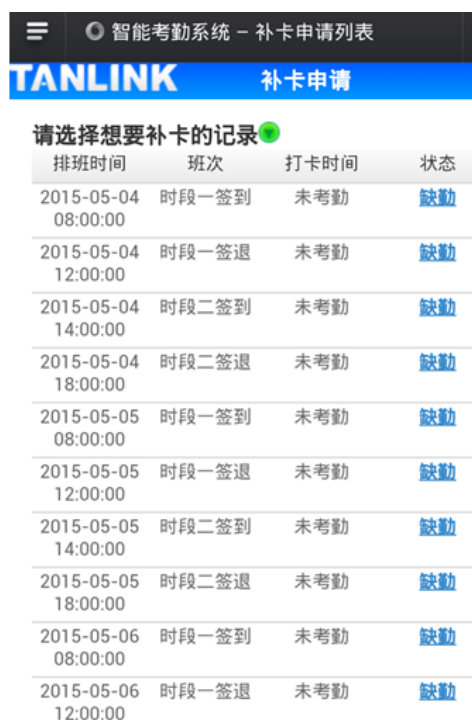 智能考勤系统 – 补卡申请列表
TANLINK 补卡申请
请选择想要补卡的记录
排班时间 班次 打卡时间 状态
2015-05-04 时段一签到 未考勤 缺勤
08:00:00
2015-05-04 时段一签退 未考勤 缺勤
12:00:00
2015-05-04 时段二签到 未考勤 缺勤
14:00:00
2015-05-04 时段二签退 未考勤 缺勤
18:00:00
2015-05-05 时段一签到 未考勤 缺勤
08:00:00
2015-05-05 时段一签退 未考勤 缺勤
12:00:00
2015-05-05 时段二签到 未考勤 缺勤
14:00:00
2015-05-05 时段二签退 未考勤 缺勤
18:00:00
2015-05-06 时段一签到 未考勤 缺勤
08:00:00
2015-05-06 时段一签退 未考勤 缺勤
12:00:00